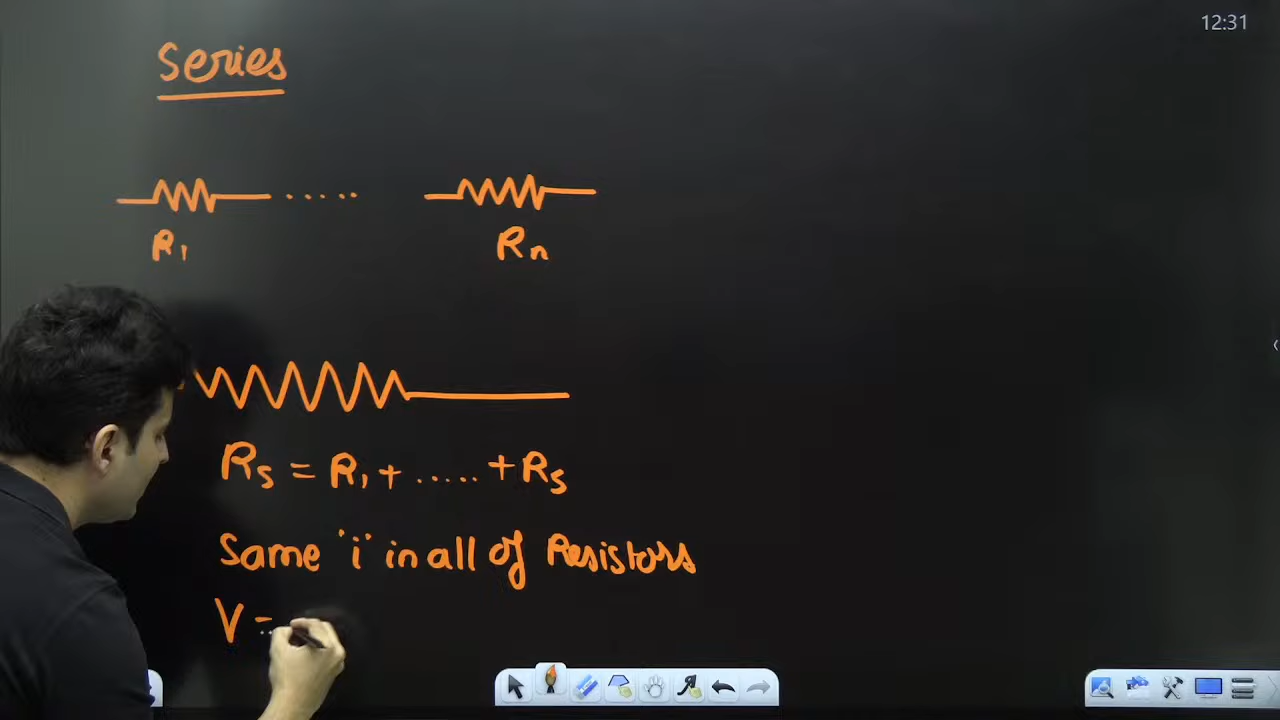 12:31
Series
R1 ..... Rn
Rs = R1 + ..... + Rs
Same 'i' in all of Resistors
V =